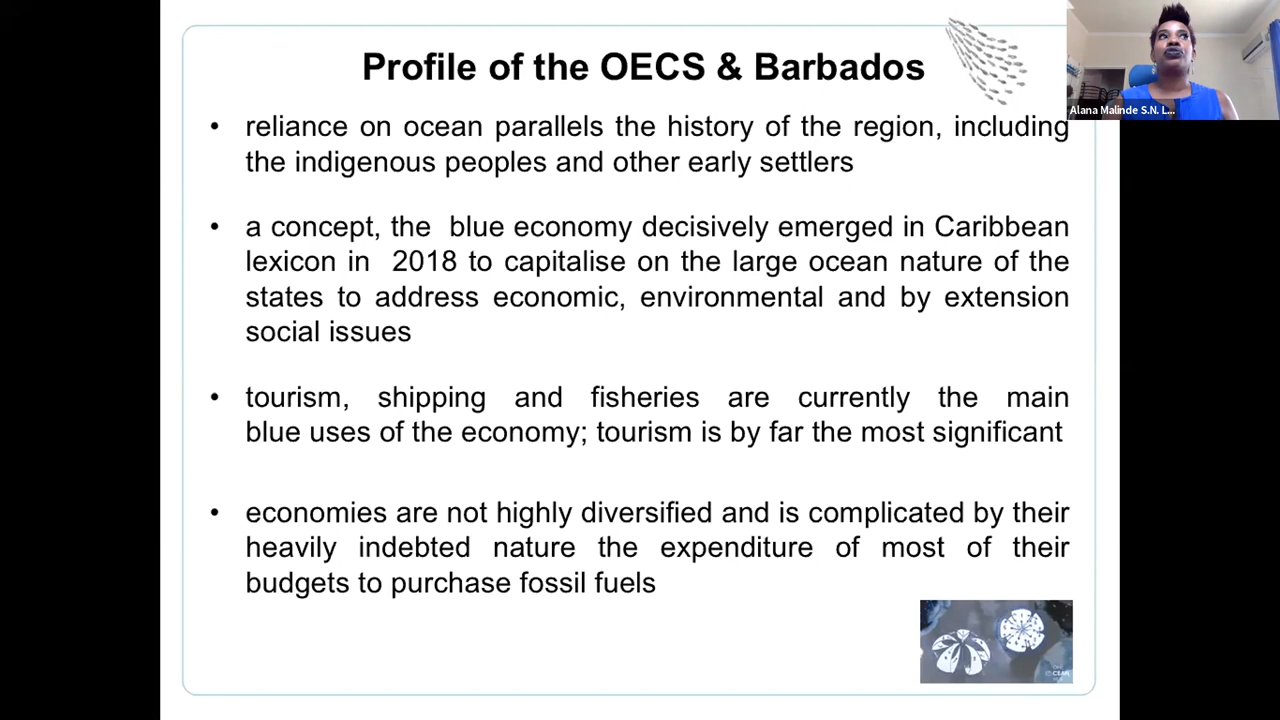 Profile of the OECS & Barbados
Alana Malinde S.N. L...
• reliance on ocean parallels the history of the region, including
the indigenous peoples and other early settlers
• a concept, the  blue economy decisively emerged in Caribbean
lexicon in  2018 to capitalise on the large ocean nature of the
states to address economic, environmental and by extension
social issues
• tourism, shipping and fisheries are currently the main
blue uses of the economy; tourism is by far the most significant
• economies are not highly diversified and is complicated by their
heavily indebted nature the expenditure of most of their
budgets to purchase fossil fuels